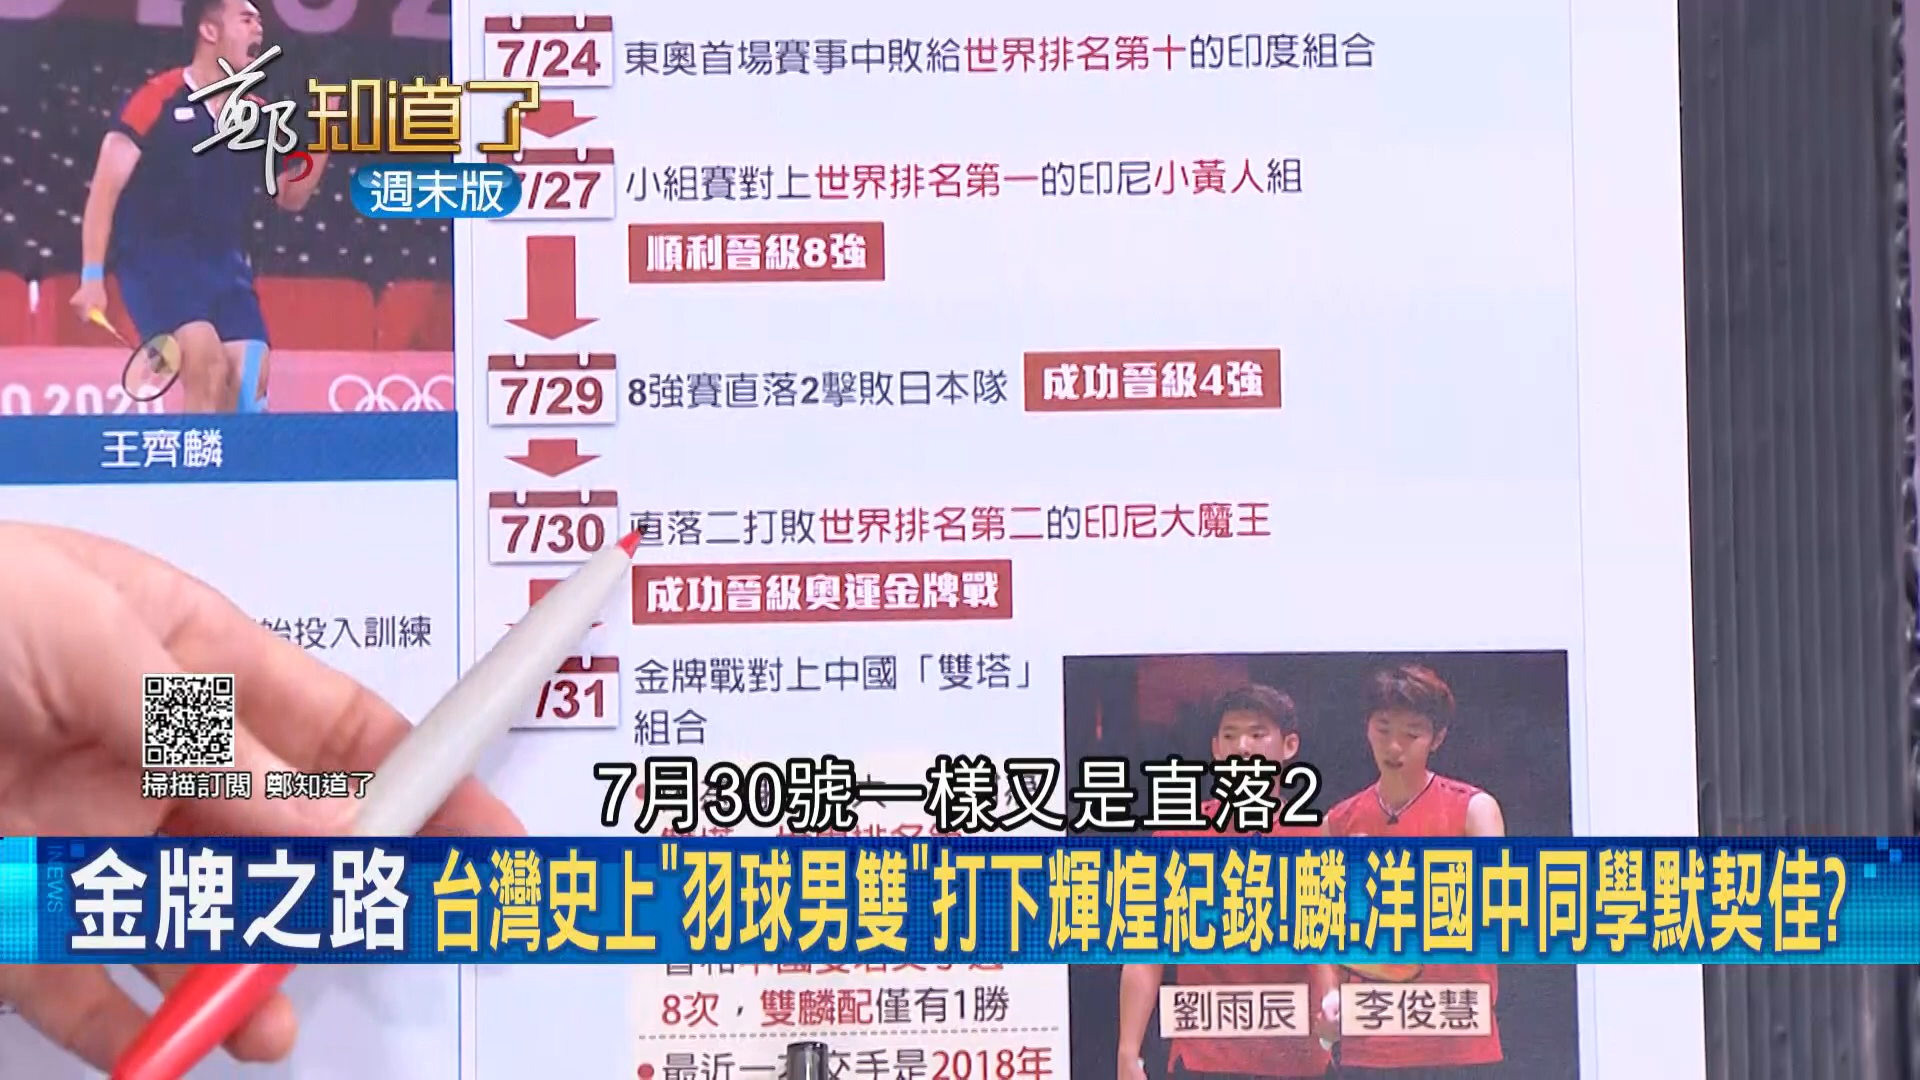 7/24 東奧首場賽事中敗給世界排名第十的印度組合
鄭知道了
週末版
7/27 小組賽對上世界排名第一的印尼小黃人組
順利晉級8強
7/29 8強賽直落2擊敗日本隊 成功晉級4強
2020
王齊麟
7/30 直落二打敗世界排名第二的印尼大魔王
成功晉級奧運金牌戰
投入訓練
/31 金牌戰對上中國「雙塔」
組合
掃描訂閱 鄭知道了
7月30號一樣又是直落2
NEWS
金牌之路 台灣史上"羽球男雙"打下輝煌紀錄!麟.洋國中同學默契佳?
8次，雙麟配僅有1勝
劉雨辰 李俊慧
最近一 交手是2018年